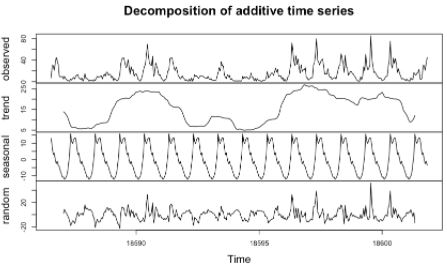 Decomposition of additive time series
observed
80
40
0
trend
25
15
5
seasonal
10
0
-10
random
20
-20
18590 18595 18600
Time